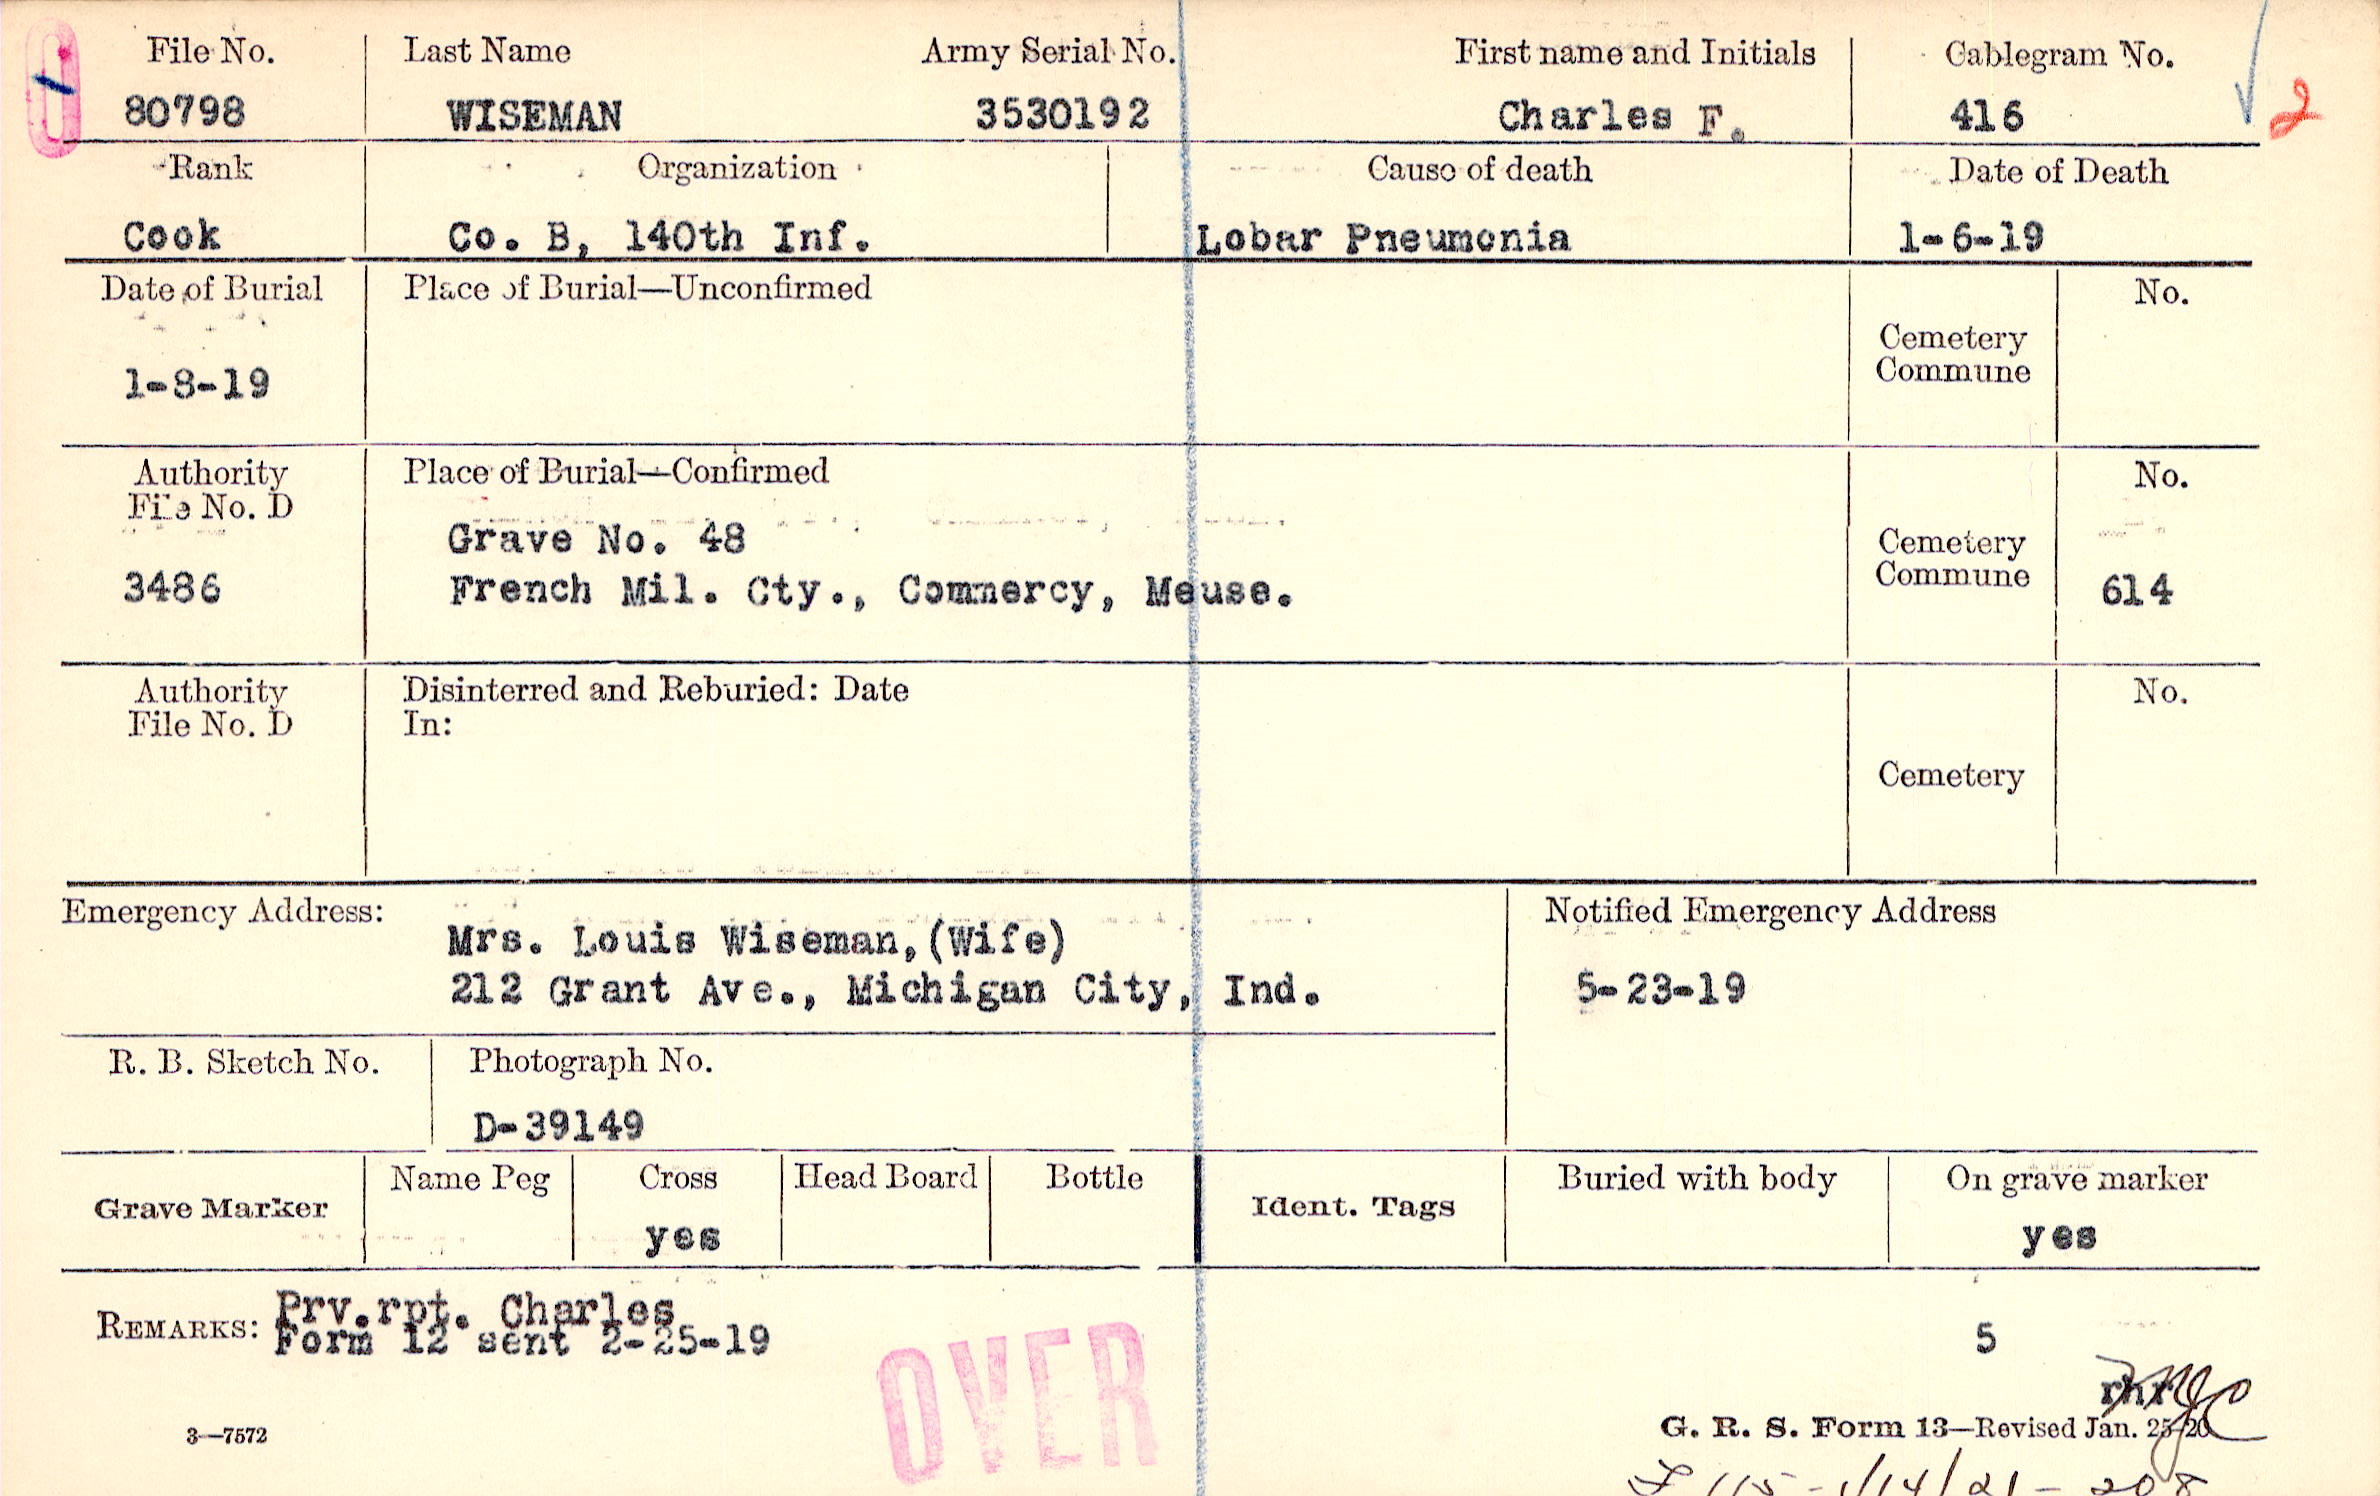 File No. Last Name Army Serial No. First name and Initials Cablegram No.
80798 WISEMAN 3530192 Charles F. 416 2
Rank Organization Cause of death Date of Death
Cook Co. B, 140th Inf. Lobar Pneumonia 1-6-19
Date of Burial Place of Burial—Unconfirmed No.
Cemetery
Commune
1-8-19
Authority Place of Burial—Confirmed No.
File No. D
Grave No. 48 Cemetery
3486 French Mil. Cty., Commercy, Meuse. Commune 614
Authority Disinterred and Reburied: Date No.
File No. D In:
Cemetery
Emergency Address: Notified Emergency Address
Mrs. Louis Wiseman,(Wife)
212 Grant Ave., Michigan City, Ind. 5-23-19
R. B. Sketch No. Photograph No.
D-39149
Grave Marker Name Peg Cross Head Board Bottle Ident. Tags Buried with body On grave marker
yes yes
REMARKS: Prv.rpt. Charles
Form 12 sent 2-25-19 5
OVER
3—7572 G. R. S. Form 13—Revised Jan. 25-20
115-1/14/21-208